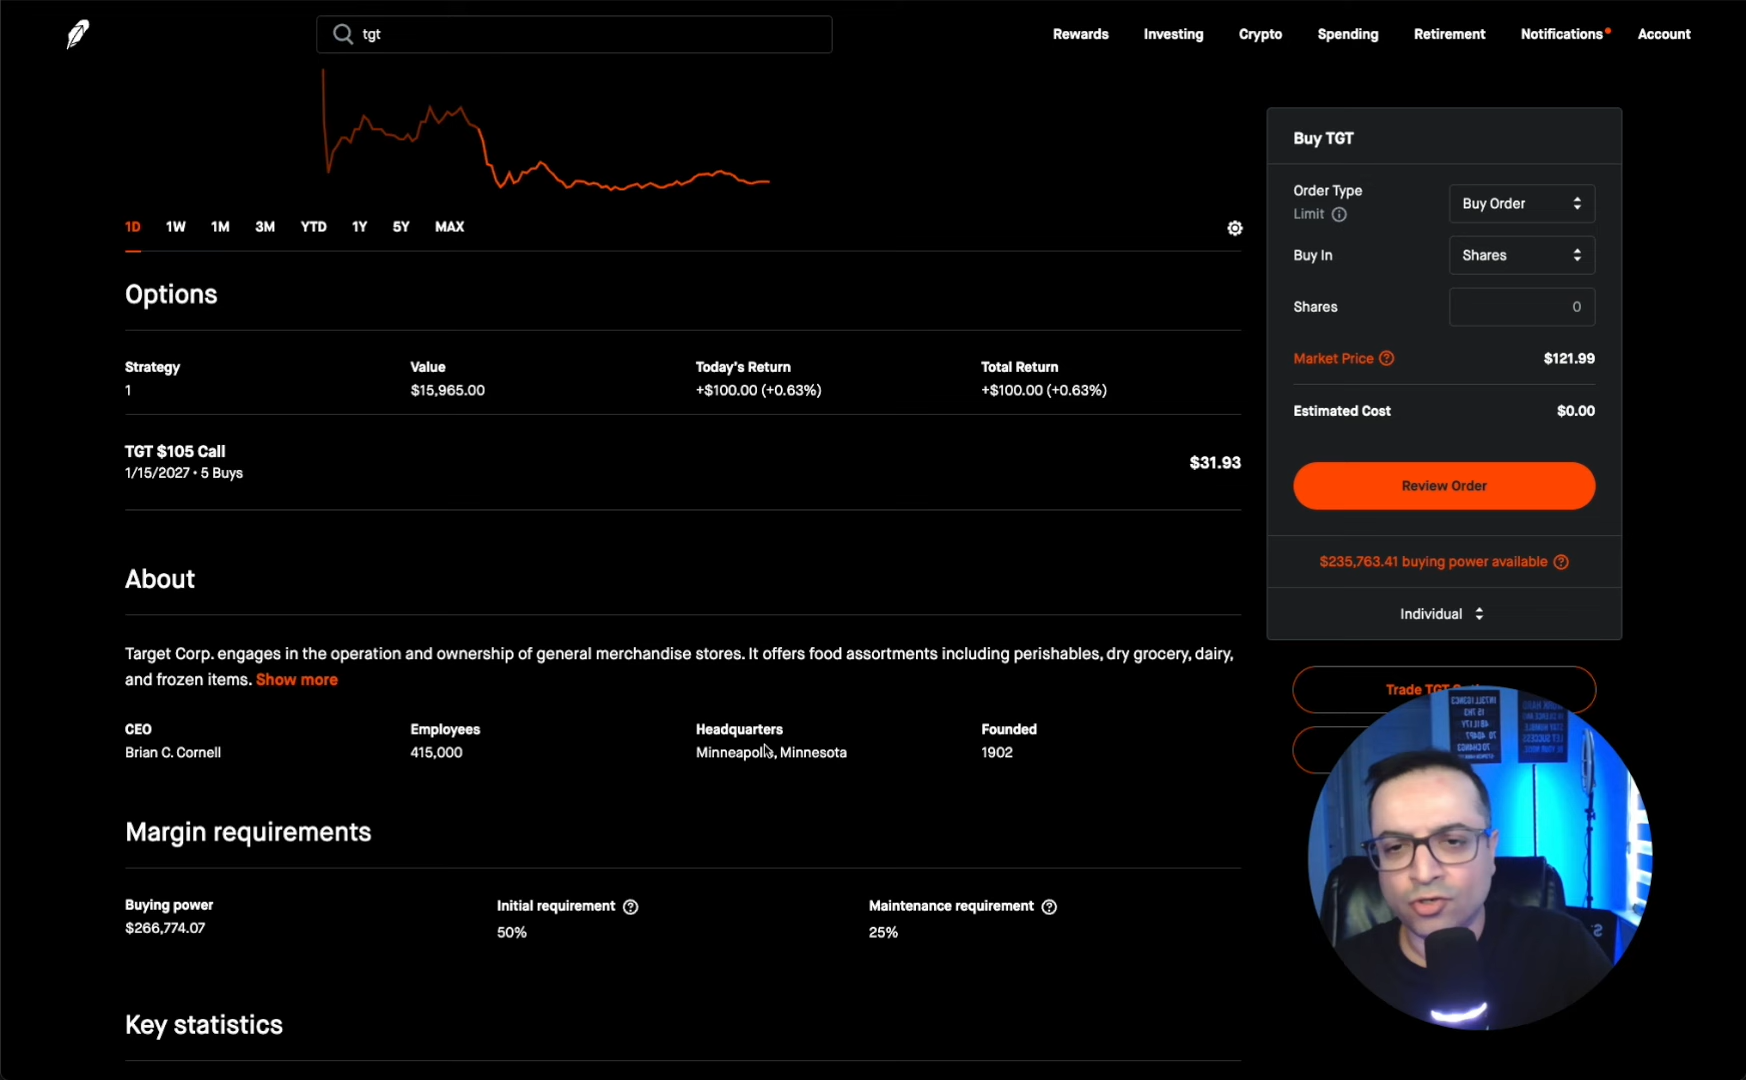 tgt
Rewards
Investing
Crypto
Spending
Retirement
Notifications
Account
1D 1W 1M 3M YTD 1Y 5Y MAX
Options
Strategy
1
Value
$15,965.00
Today's Return
+$100.00 (+0.63%)
Total Return
+$100.00 (+0.63%)
TGT $105 Call
1/15/2027 • 5 Buys
$31.93
About
Target Corp. engages in the operation and ownership of general merchandise stores. It offers food assortments including perishables, dry grocery, dairy,
and frozen items. Show more
CEO
Brian C. Cornell
Employees
415,000
Headquarters
Minneapolis, Minnesota
Founded
1902
Margin requirements
Buying power
$266,774.07
Initial requirement
50%
Maintenance requirement
25%
Key statistics
Buy TGT
Order Type
Limit
Buy Order
Buy In
Shares
Shares
0
Market Price
$121.99
Estimated Cost
$0.00
Review Order
$235,763.41 buying power available
Individual
Trade TGT